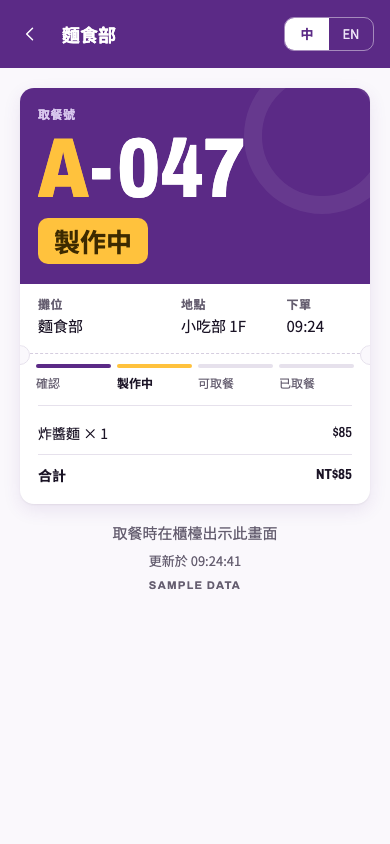 麵食部
中 EN
取餐號
A-047
製作中
攤位 地點 下單
麵食部 小吃部 1F 09:24
確認 製作中 可取餐 已取餐
炸醬麵 × 1 $85
合計 NT$85
取餐時在櫃檯出示此畫面
更新於 09:24:41
SAMPLE DATA